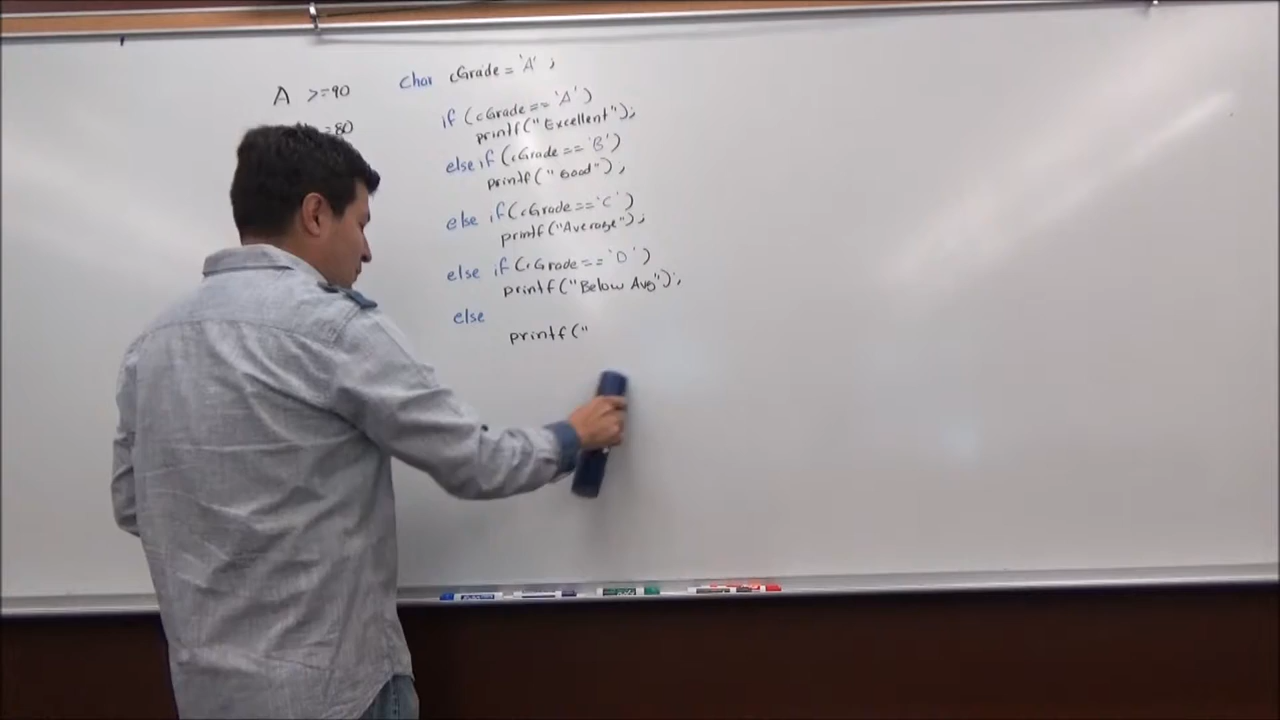 A >=90
=80
char cGrade = 'A' ;
if (cGrade == 'A')
printf("Excellent");
else if (cGrade == 'B')
printf("Good");
else if(cGrade=='C')
printf("Average");
else if (cGrade=='D')
printf("Below Avg");
else
printf("